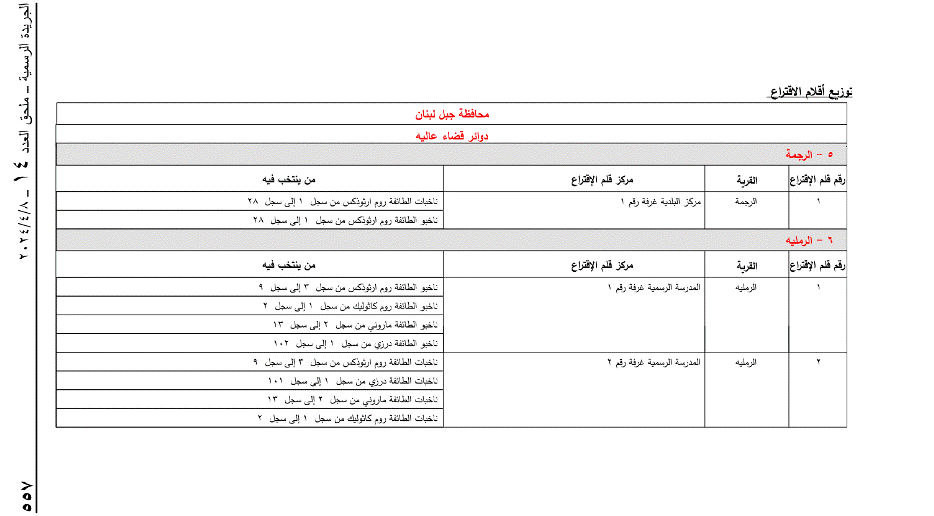 الجريدة الرسمية – ملحق العدد ١٤ – ٢٠٢٤/٤/٨
توزيع أقلام الاقتراع
محافظة جبل لبنان
دوائر قضاء عاليه
٥ - الرجمة
رقم قلم الإقتراع القرية مركز قلم الإقتراع من ينتخب فيه
١ الرجمة مركز البلدية غرفة رقم ١ ناخبات الطائفة روم ارثوذكس من سجل ١ إلى سجل ٢٨
ناخبو الطائفة روم ارثوذكس من سجل ١ إلى سجل ٢٨
٦ - الرمليه
رقم قلم الإقتراع القرية مركز قلم الإقتراع من ينتخب فيه
١ الرمليه المدرسة الرسمية غرفة رقم ١ ناخبو الطائفة روم ارثوذكس من سجل ٣ إلى سجل ٩
ناخبو الطائفة روم كاثوليك من سجل ١ إلى سجل ٢
ناخبو الطائفة ماروني من سجل ٢ إلى سجل ١٣
ناخبو الطائفة درزي من سجل ١ إلى سجل ١٠٢
٢ الرمليه المدرسة الرسمية غرفة رقم ٢ ناخبات الطائفة روم ارثوذكس من سجل ٣ إلى سجل ٩
ناخبات الطائفة درزي من سجل ١ إلى سجل ١٠١
ناخبات الطائفة ماروني من سجل ٢ إلى سجل ١٣
ناخبات الطائفة روم كاثوليك من سجل ١ إلى سجل ٢
٥٥٧